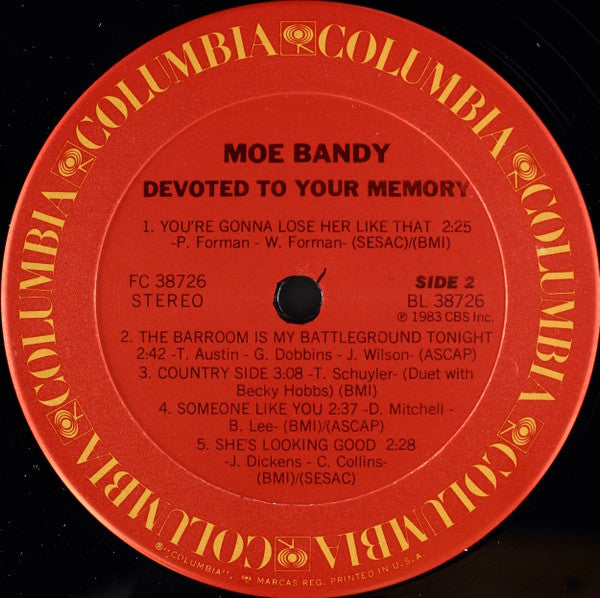 COLUMBIA COLUMBIA COLUMBIA COLUMBIA COLUMBIA COLUMBIA
MOE BANDY
DEVOTED TO YOUR MEMORY
1. YOU'RE GONNA LOSE HER LIKE THAT 2:25
-P. Forman - W. Forman- (SESAC)/(BMI)
FC 38726
STEREO
SIDE 2
BL 38726
℗ 1983 CBS Inc.
2. THE BARROOM IS MY BATTLEGROUND TONIGHT
2:42 -T. Austin - G. Dobbins - J. Wilson- (ASCAP)
3. COUNTRY SIDE 3:08 -T. Schuyler- (Duet with
Becky Hobbs) (BMI)
4. SOMEONE LIKE YOU 2:37 -D. Mitchell -
B. Lee- (BMI)/(ASCAP)
5. SHE'S LOOKING GOOD 2:28
-J. Dickens - C. Collins-
(BMI)/(SESAC)
"COLUMBIA", MARCAS REG. PRINTED IN U.S.A.